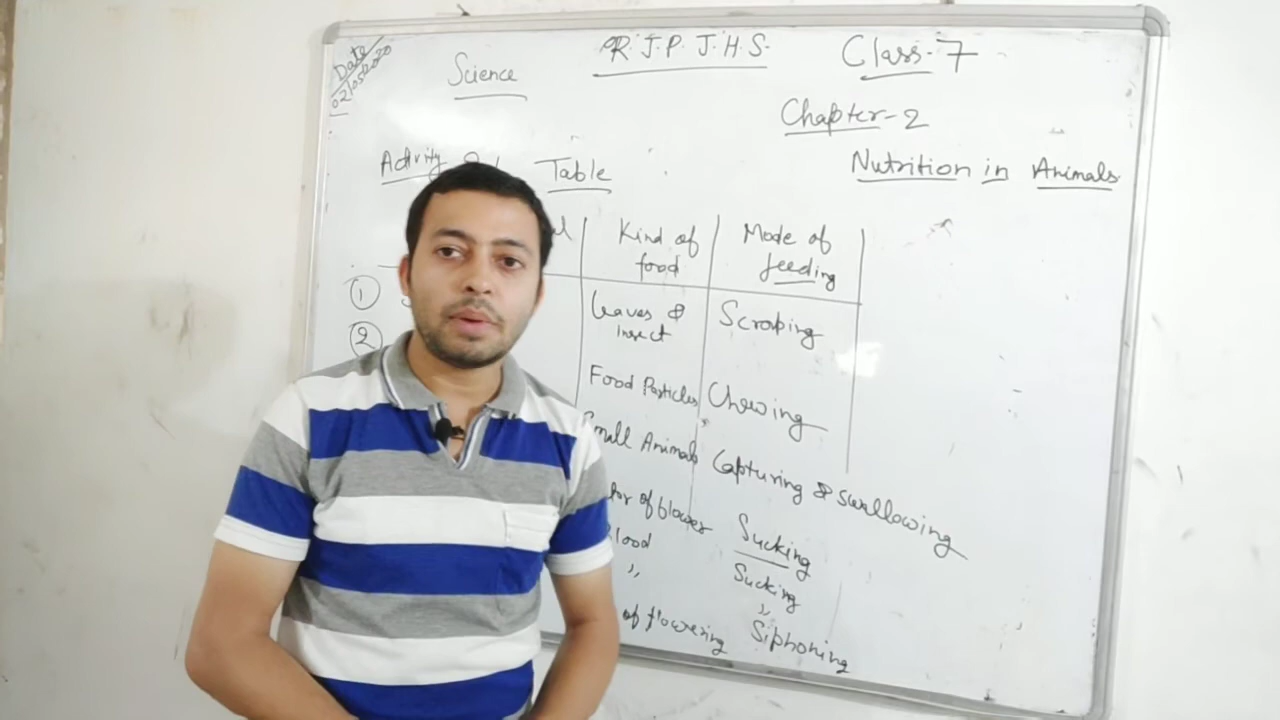 Date
02/05/2020
Science
R.J.P. J.H.S.
Class-7
Chapter-2
Activity
Table
Nutrition in Animals
Kind of
food
Mode of
feeding
①
Leaves &
insect
Scraping
②
Food Particles
Chewing
Small Animals
Capturing & swallowing
of flower
Sucking
Blood
Sucking
"
"
of flowering
Siphoning